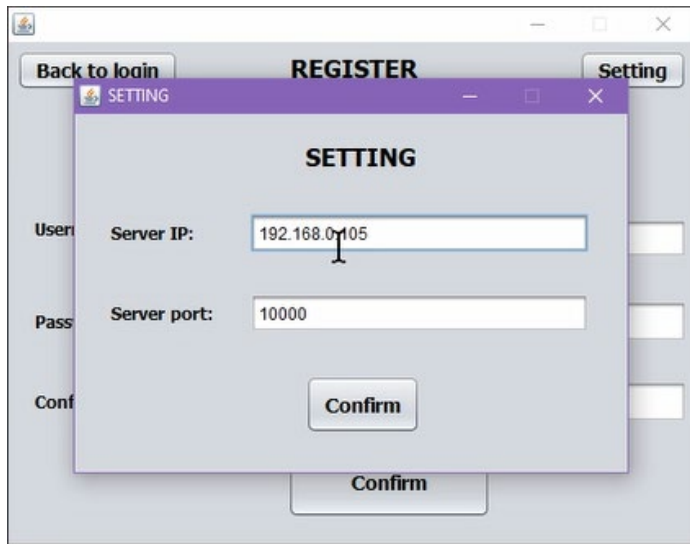 Back to login REGISTER Setting
SETTING
SETTING
Server IP: 192.168.0.105
Server port: 10000
Confirm
Confirm